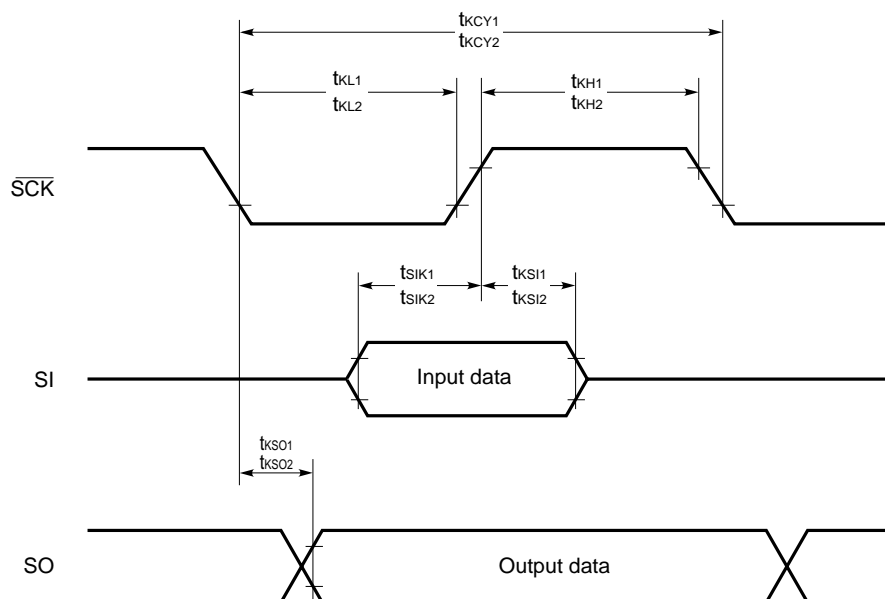 tKCY1
tKCY2
tKL1
tKL2
tKH1
tKH2
SCK
tSIK1
tSIK2
tKSI1
tKSI2
SI
Input data
tKSO1
tKSO2
SO
Output data